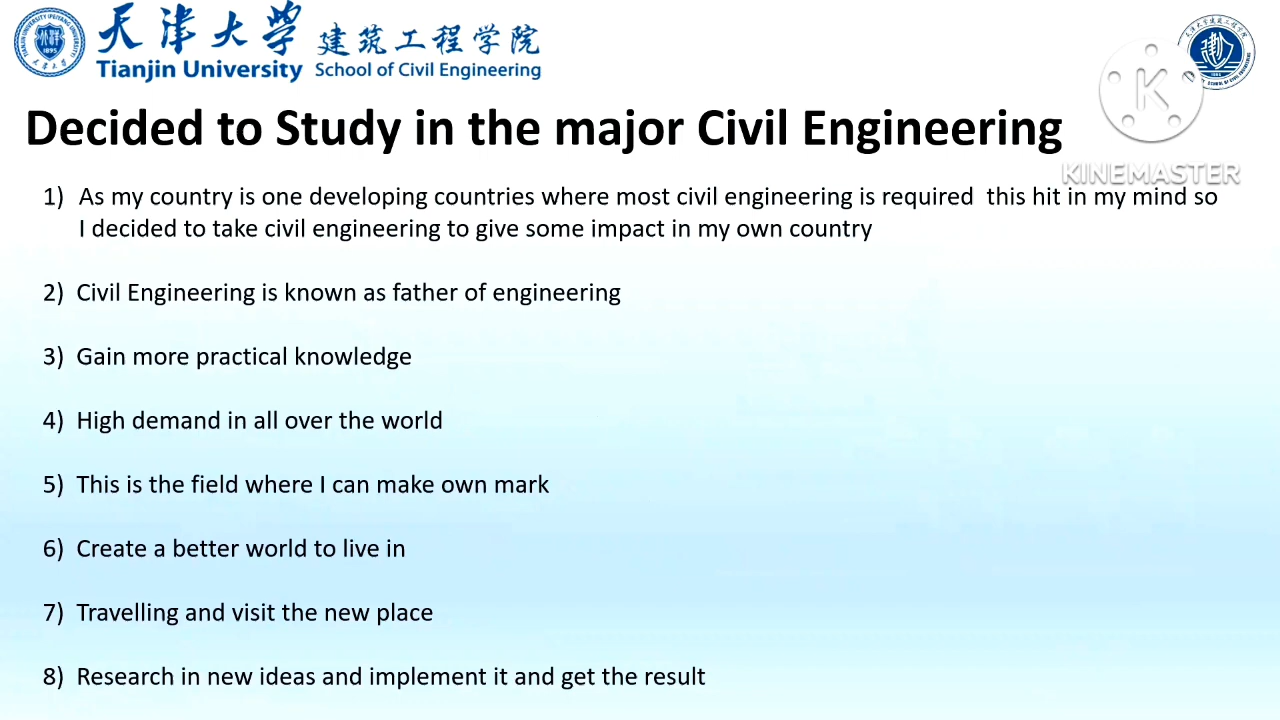 天津大学 建筑工程学院
Tianjin University School of Civil Engineering
1895
K
KINEMASTER
Decided to Study in the major Civil Engineering
1) As my country is one developing countries where most civil engineering is required this hit in my mind so
I decided to take civil engineering to give some impact in my own country
2) Civil Engineering is known as father of engineering
3) Gain more practical knowledge
4) High demand in all over the world
5) This is the field where I can make own mark
6) Create a better world to live in
7) Travelling and visit the new place
8) Research in new ideas and implement it and get the result